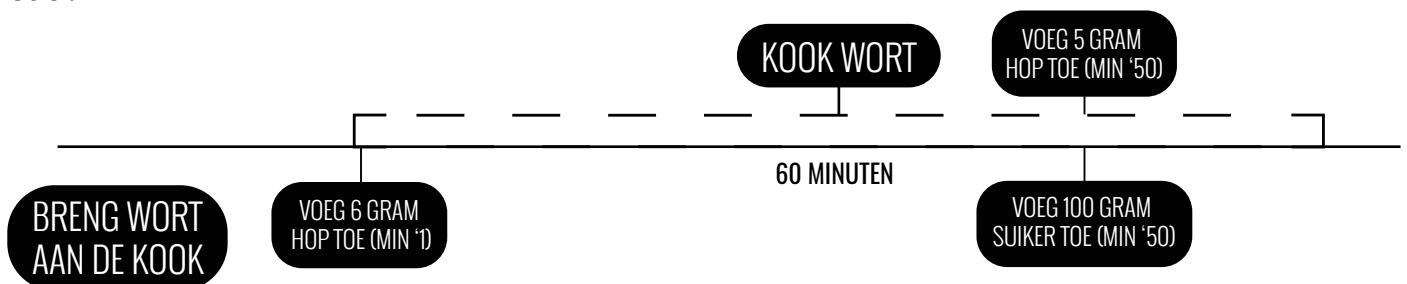 KOOK WORT
VOEG 5 GRAM
HOP TOE (MIN ‘50)
60 MINUTEN
BRENG WORT
AAN DE KOOK
VOEG 6 GRAM
HOP TOE (MIN ‘1)
VOEG 100 GRAM
SUIKER TOE (MIN ‘50)